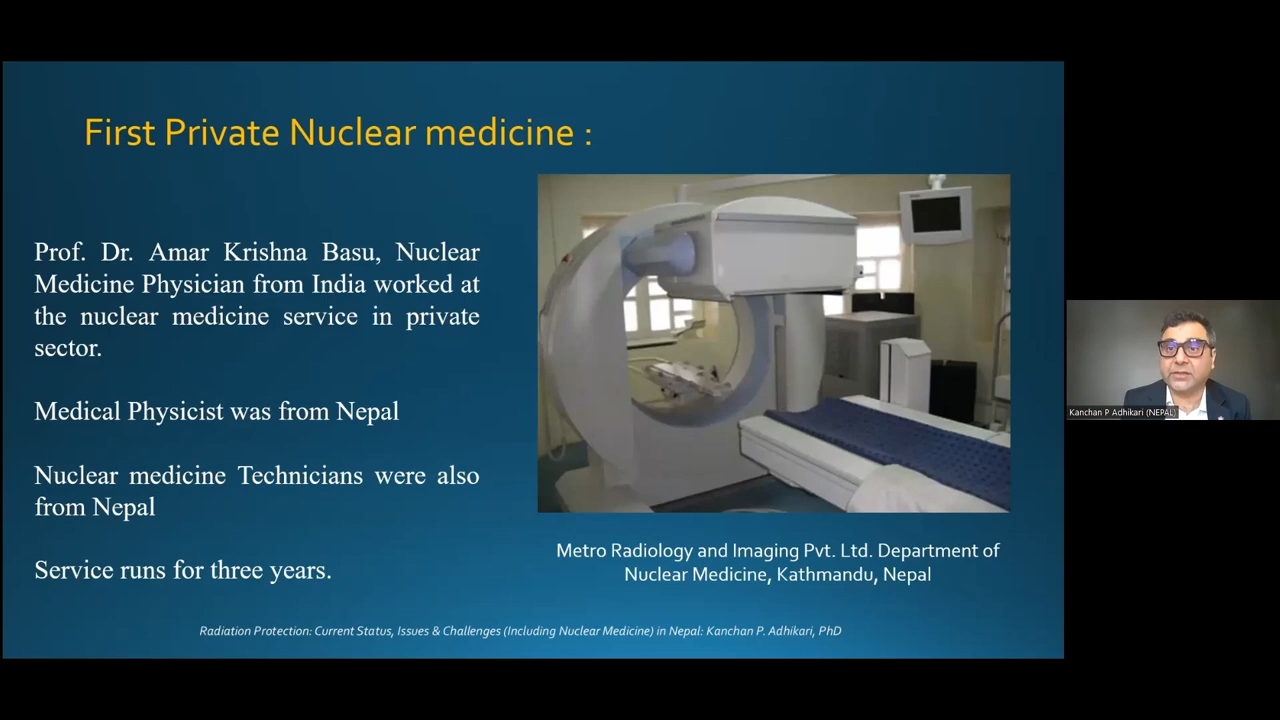 First Private Nuclear medicine :
Prof. Dr. Amar Krishna Basu, Nuclear
Medicine Physician from India worked at
the nuclear medicine service in private
sector.
Medical Physicist was from Nepal
Nuclear medicine Technicians were also
from Nepal
Service runs for three years.
Metro Radiology and Imaging Pvt. Ltd. Department of
Nuclear Medicine, Kathmandu, Nepal
Radiation Protection: Current Status, Issues & Challenges (Including Nuclear Medicine) in Nepal: Kanchan P. Adhikari, PhD
Kanchan P Adhikari (NEPAL)